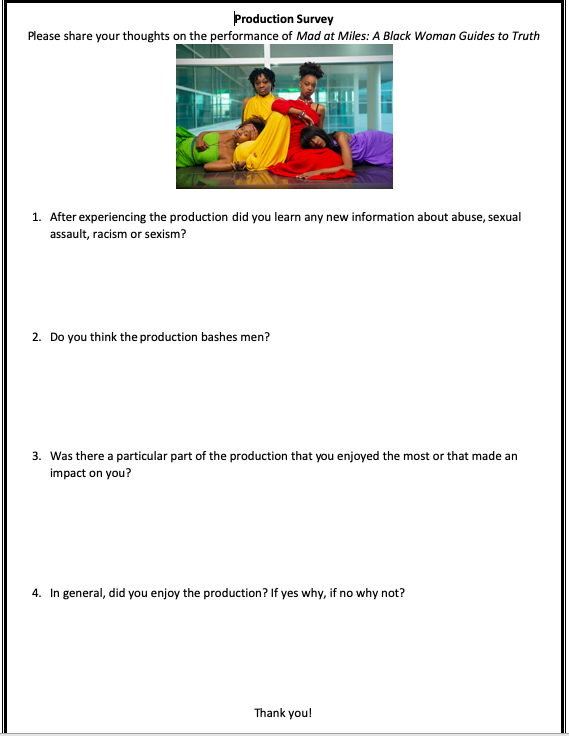 Production Survey
Please share your thoughts on the performance of Mad at Miles: A Black Woman Guides to Truth
1. After experiencing the production did you learn any new information about abuse, sexual
assault, racism or sexism?
2. Do you think the production bashes men?
3. Was there a particular part of the production that you enjoyed the most or that made an
impact on you?
4. In general, did you enjoy the production? If yes why, if no why not?
Thank you!